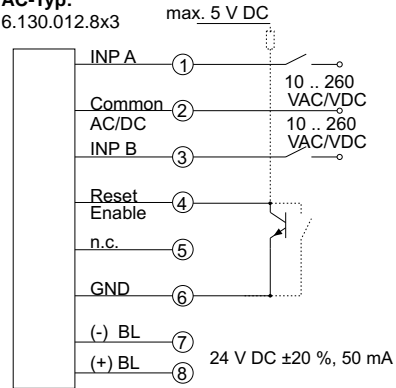 AC-Typ:
6.130.012.8x3
max. 5 V DC
INP A
1
10 .. 260
VAC/VDC
Common
AC/DC
2
10 .. 260
VAC/VDC
INP B
3
Reset
Enable
4
n.c.
5
GND
6
(-) BL
7
(+) BL
8
24 V DC ±20 %, 50 mA